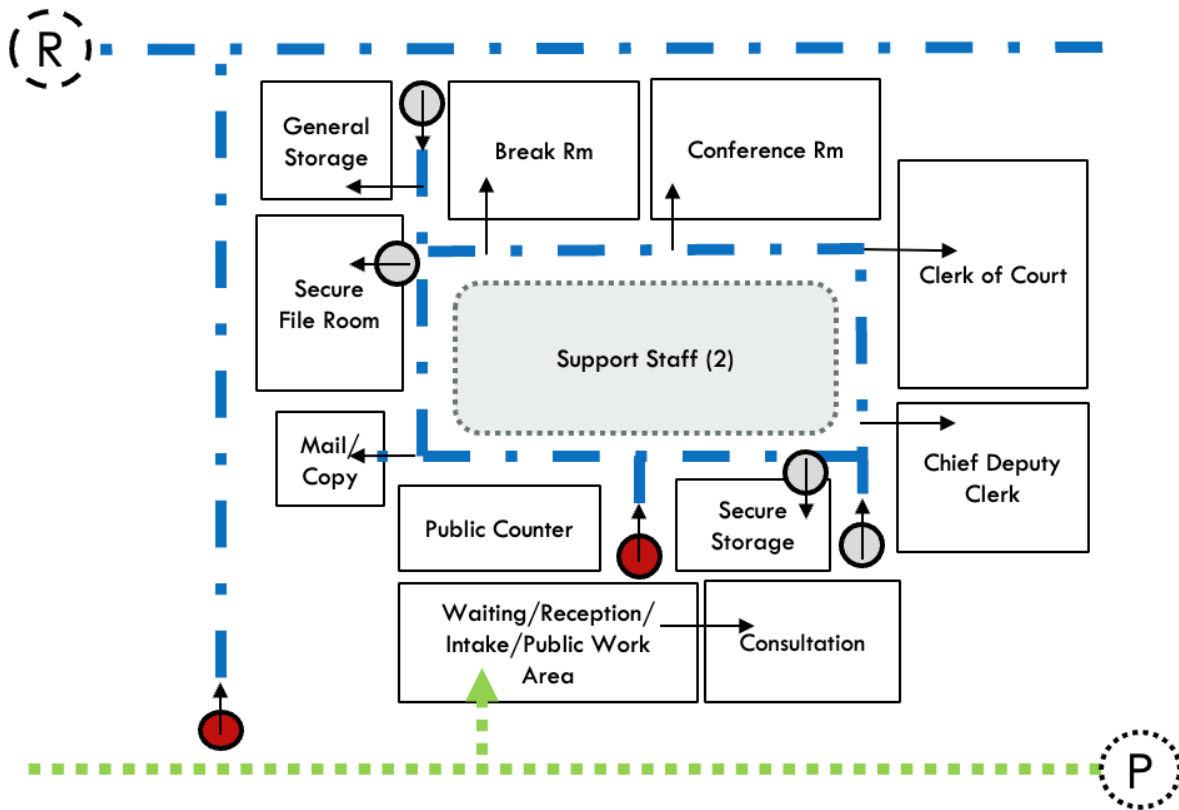 R
General
Storage
Break Rm
Conference Rm
Clerk of Court
Secure
File Room
Support Staff (2)
Mail/
Copy
Chief Deputy
Clerk
Public Counter
Secure
Storage
Waiting/Reception/
Intake/Public Work
Area
Consultation
P